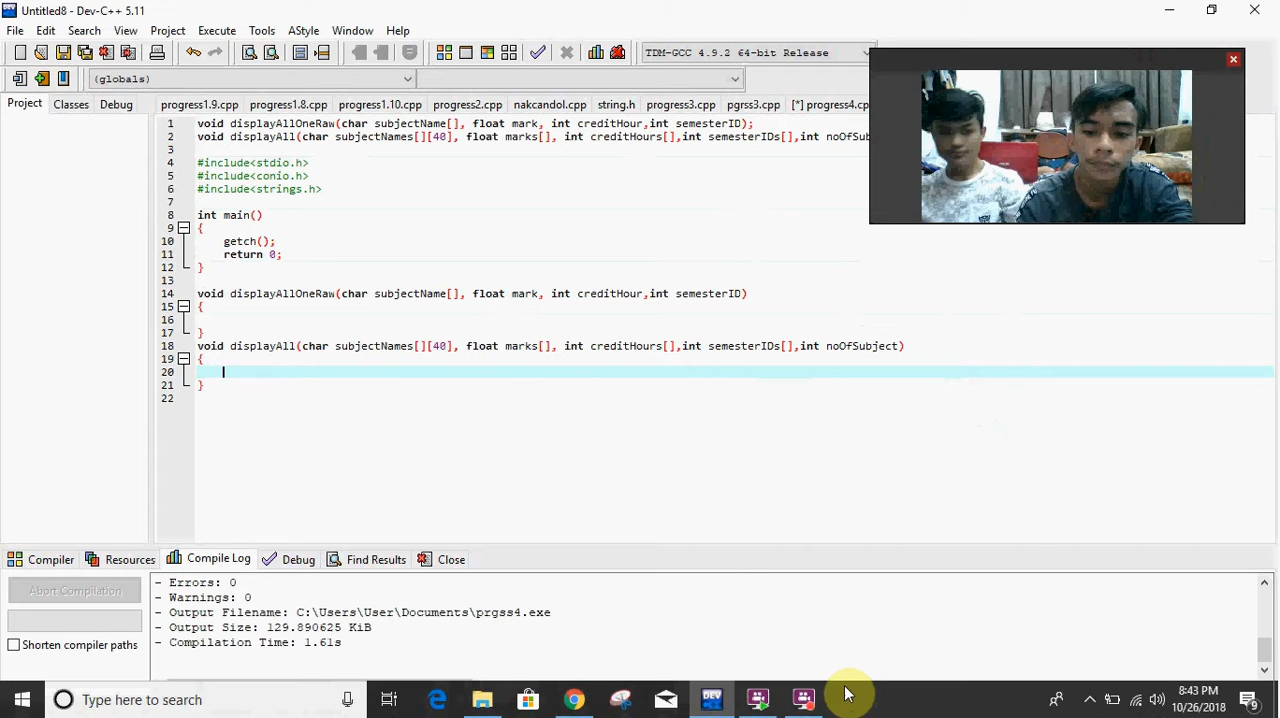 Untitled8 - Dev-C++ 5.11
File Edit Search View Project Execute Tools AStyle Window Help
TDM-GCC 4.9.2 64-bit Release
(globals)
Project Classes Debug
progress1.9.cpp progress1.8.cpp progress1.10.cpp progress2.cpp nakcandol.cpp string.h progress3.cpp pgrss3.cpp [*] progress4.cp
1 void displayAllOneRaw(char subjectName[], float mark, int creditHour,int semesterID);
2 void displayAll(char subjectNames[][40], float marks[], int creditHours[],int semesterIDs[],int noOfSub
3
4 #include<stdio.h>
5 #include<conio.h>
6 #include<strings.h>
7
8 int main()
9 {
10 getch();
11 return 0;
12 }
13
14 void displayAllOneRaw(char subjectName[], float mark, int creditHour,int semesterID)
15 {
16
17 }
18 void displayAll(char subjectNames[][40], float marks[], int creditHours[],int semesterIDs[],int noOfSubject)
19 {
20
21 }
22
Compiler Resources Compile Log Debug Find Results Close
Abort Compilation
Shorten compiler paths
- Errors: 0
- Warnings: 0
- Output Filename: C:\Users\User\Documents\prgss4.exe
- Output Size: 129.890625 KiB
- Compilation Time: 1.61s
Type here to search
8:43 PM
10/26/2018
9